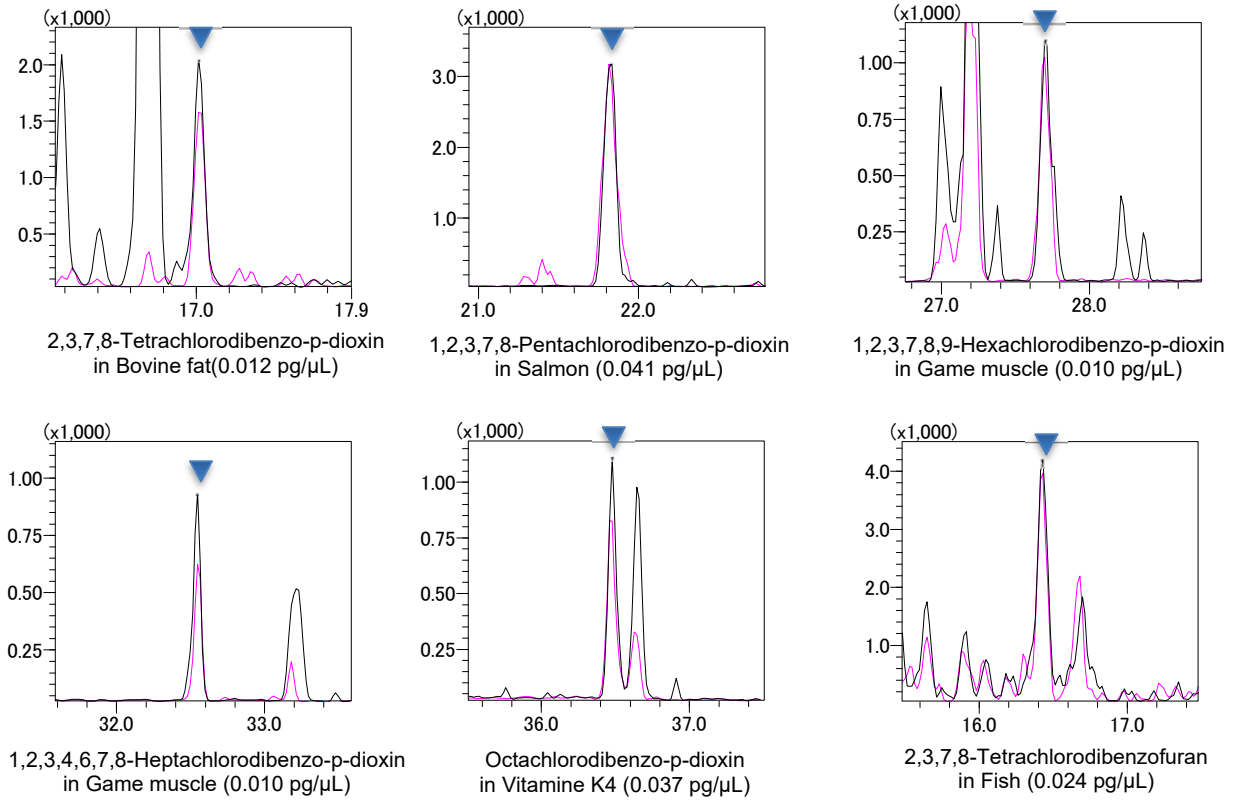 (x1,000)
2.0
1.5
1.0
0.5
17.0
17.9
2,3,7,8-Tetrachlorodibenzo-p-dioxin
in Bovine fat(0.012 pg/µL)
(x1,000)
3.0
2.0
1.0
21.0
22.0
1,2,3,7,8-Pentachlorodibenzo-p-dioxin
in Salmon (0.041 pg/µL)
(x1,000)
1.00
0.75
0.50
0.25
27.0
28.0
1,2,3,7,8,9-Hexachlorodibenzo-p-dioxin
in Game muscle (0.010 pg/µL)
(x1,000)
1.00
0.75
0.50
0.25
32.0
33.0
1,2,3,4,6,7,8-Heptachlorodibenzo-p-dioxin
in Game muscle (0.010 pg/µL)
(x1,000)
1.00
0.75
0.50
0.25
36.0
37.0
Octachlorodibenzo-p-dioxin
in Vitamine K4 (0.037 pg/µL)
(x1,000)
4.0
3.0
2.0
1.0
16.0
17.0
2,3,7,8-Tetrachlorodibenzofuran
in Fish (0.024 pg/µL)